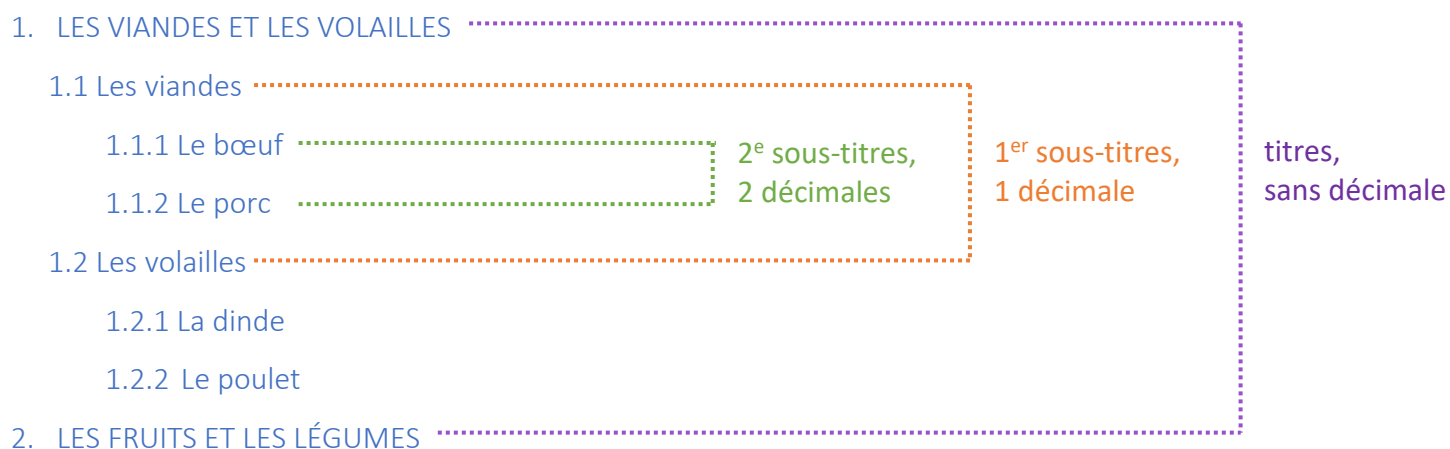 1. LES VIANDES ET LES VOLAILLES
1.1 Les viandes
1.1.1 Le bœuf
1.1.2 Le porc
1.2 Les volailles
1.2.1 La dinde
1.2.2 Le poulet
2. LES FRUITS ET LES LÉGUMES
2e sous-titres,
2 décimales
1er sous-titres,
1 décimale
titres,
sans décimale